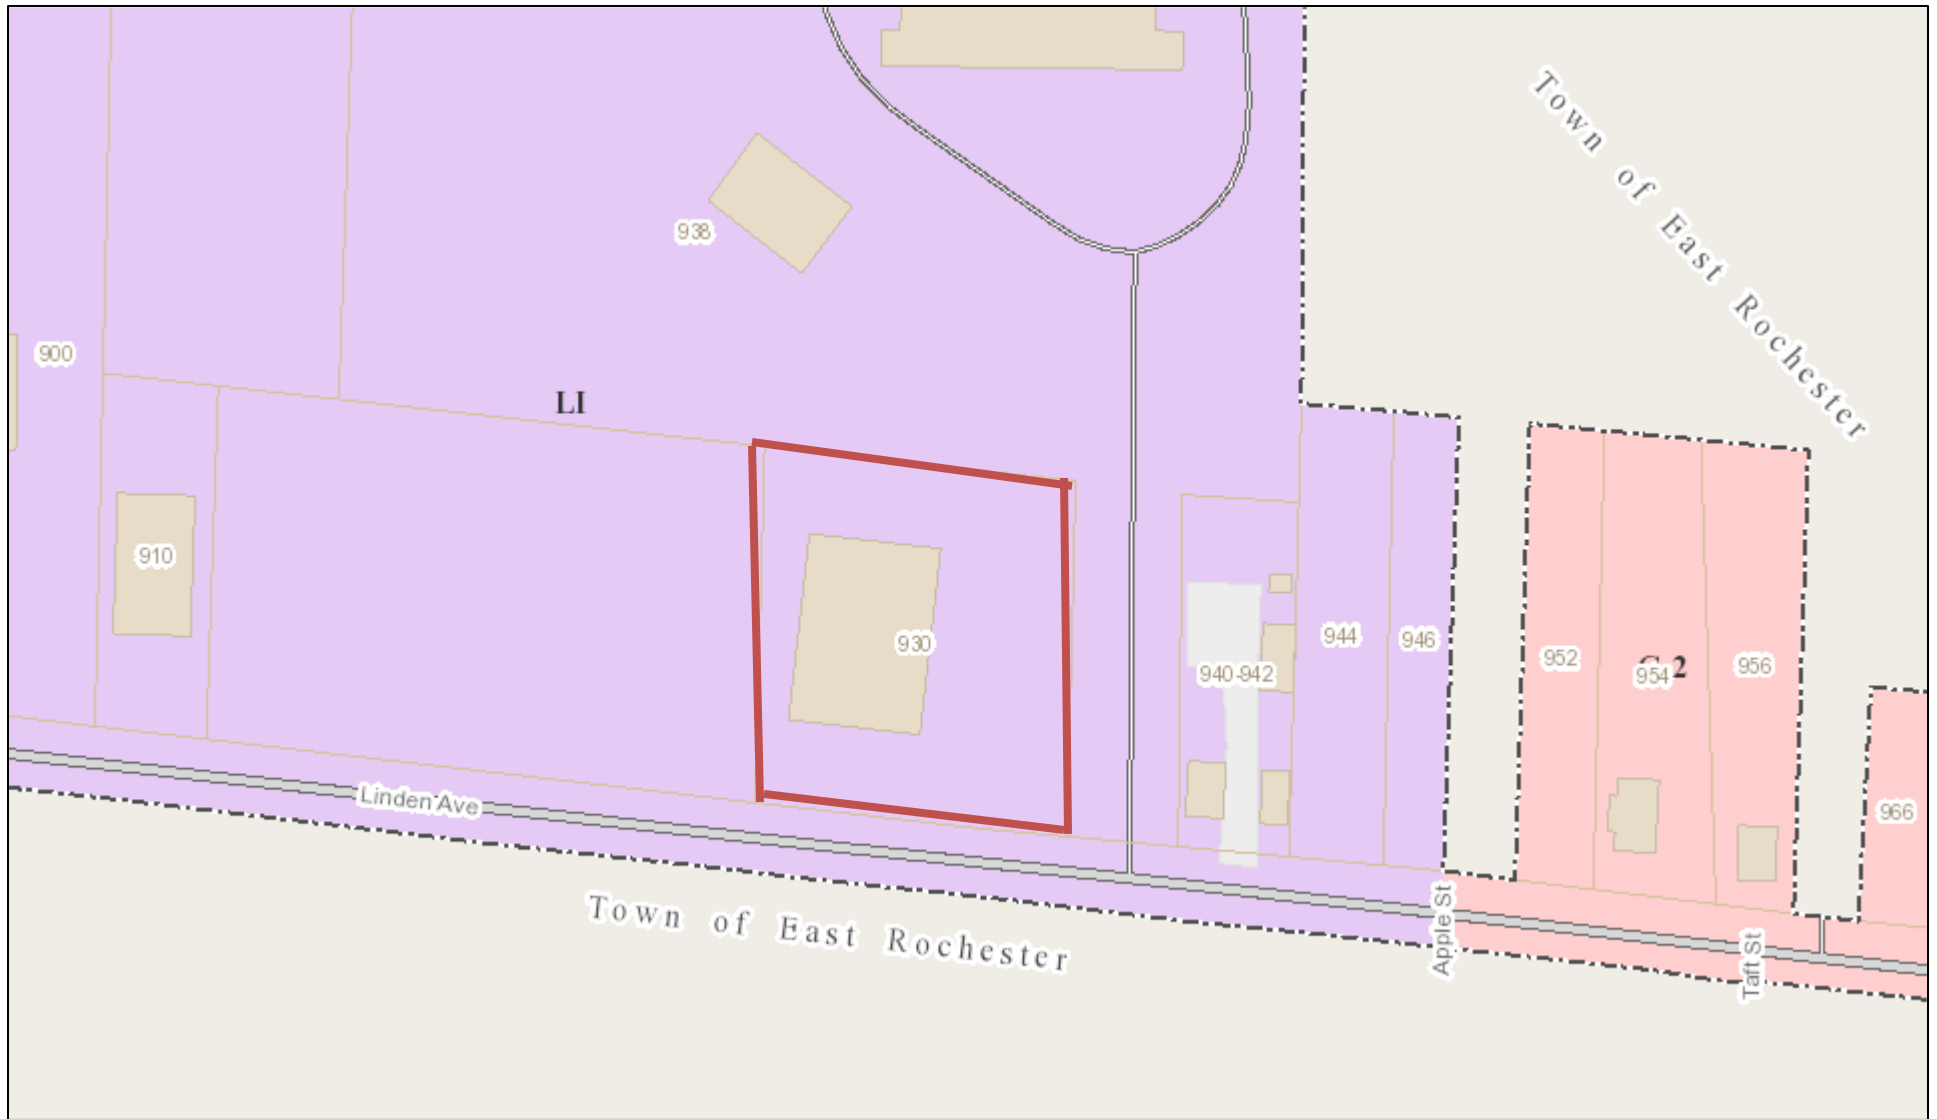 Town of East Rochester
938
900
LI
910
930
940-942
944
946
952
954
956
966
Linden Ave
Town of East Rochester
Apple St
Taft St